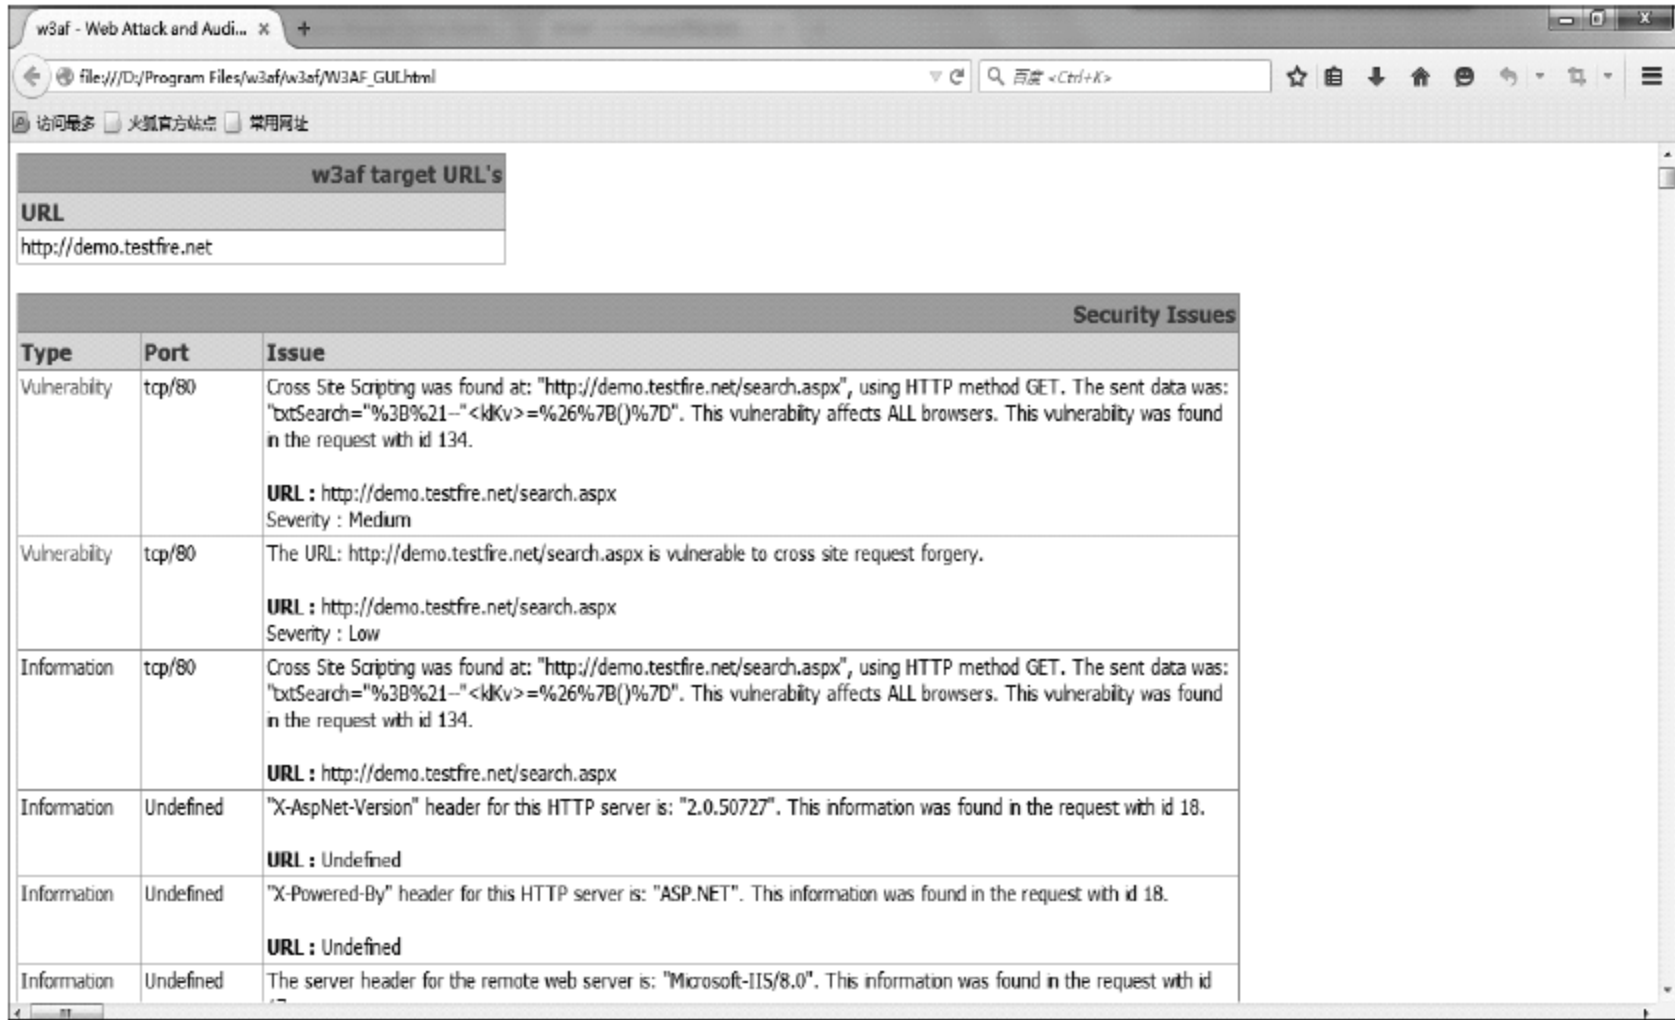 w3af - Web Attack and Audi... × +
file:///D:/Program Files/w3af/w3af/W3AF_GUI.html
百度 <Ctrl+K>
访问最多 火狐官方站点 常用网址
w3af target URL's
URL
http://demo.testfire.net
Security Issues
Type Port Issue
Vulnerability tcp/80 Cross Site Scripting was found at: "http://demo.testfire.net/search.aspx", using HTTP method GET. The sent data was:
"txtSearch="%3B%21--"<kIKv>=%26%7B()%7D". This vulnerability affects ALL browsers. This vulnerability was found
in the request with id 134.
URL : http://demo.testfire.net/search.aspx
Severity : Medium
Vulnerability tcp/80 The URL: http://demo.testfire.net/search.aspx is vulnerable to cross site request forgery.
URL : http://demo.testfire.net/search.aspx
Severity : Low
Information tcp/80 Cross Site Scripting was found at: "http://demo.testfire.net/search.aspx", using HTTP method GET. The sent data was:
"txtSearch="%3B%21--"<kIKv>=%26%7B()%7D". This vulnerability affects ALL browsers. This vulnerability was found
in the request with id 134.
URL : http://demo.testfire.net/search.aspx
Information Undefined "X-AspNet-Version" header for this HTTP server is: "2.0.50727". This information was found in the request with id 18.
URL : Undefined
Information Undefined "X-Powered-By" header for this HTTP server is: "ASP.NET". This information was found in the request with id 18.
URL : Undefined
Information Undefined The server header for the remote web server is: "Microsoft-IIS/8.0". This information was found in the request with id